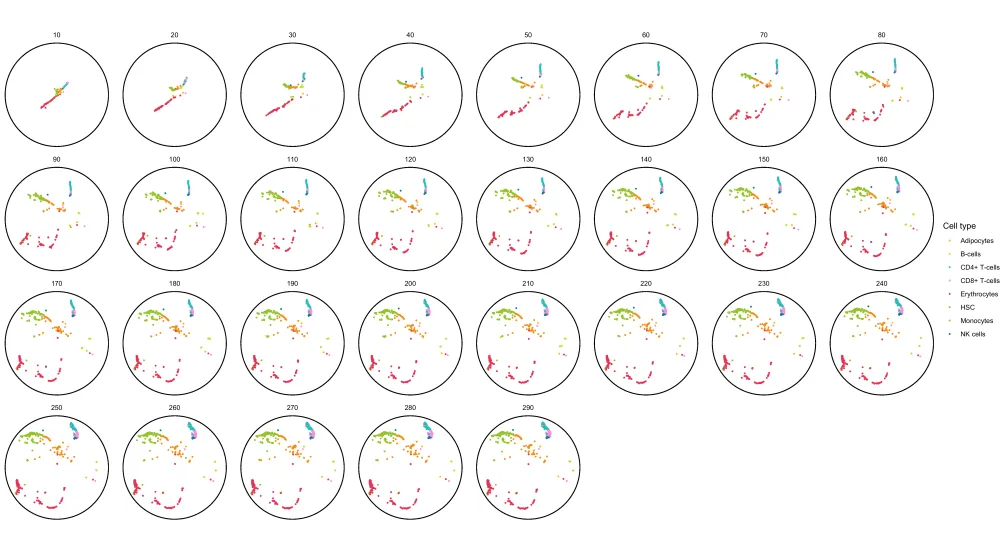 10 20 30 40 50 60 70 80
90 100 110 120 130 140 150 160
170 180 190 200 210 220 230 240
250 260 270 280 290
Cell type
Adipocytes
B-cells
CD4+ T-cells
CD8+ T-cells
Erythrocytes
HSC
Monocytes
NK cells